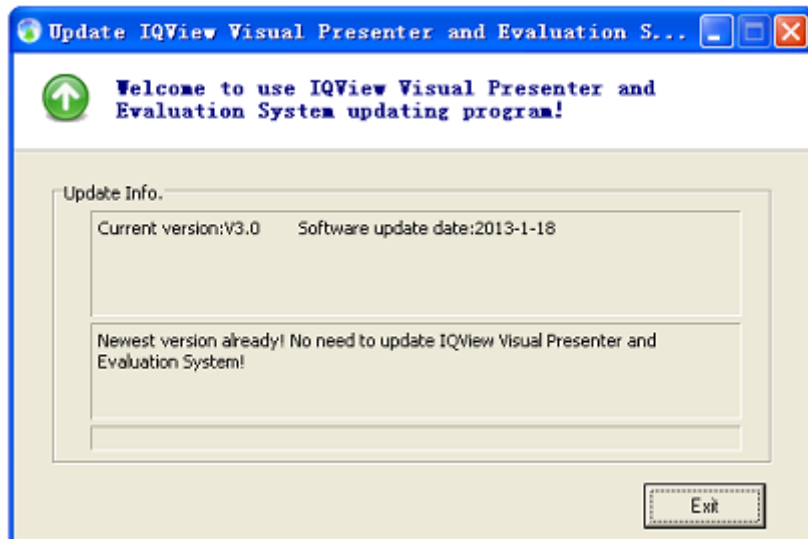 Update IQView Visual Presenter and Evaluation S...
Welcome to use IQView Visual Presenter and
Evaluation System updating program!
Update Info.
Current version:V3.0 Software update date:2013-1-18
Newest version already! No need to update IQView Visual Presenter and
Evaluation System!
Exit